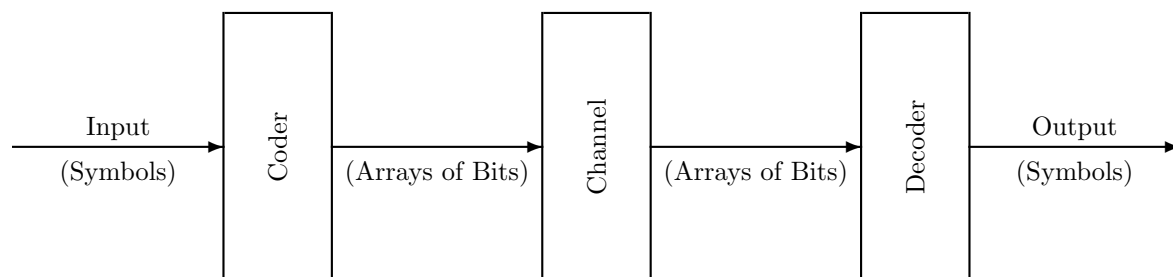 Input
(Symbols)
Coder
(Arrays of Bits)
Channel
(Arrays of Bits)
Decoder
Output
(Symbols)